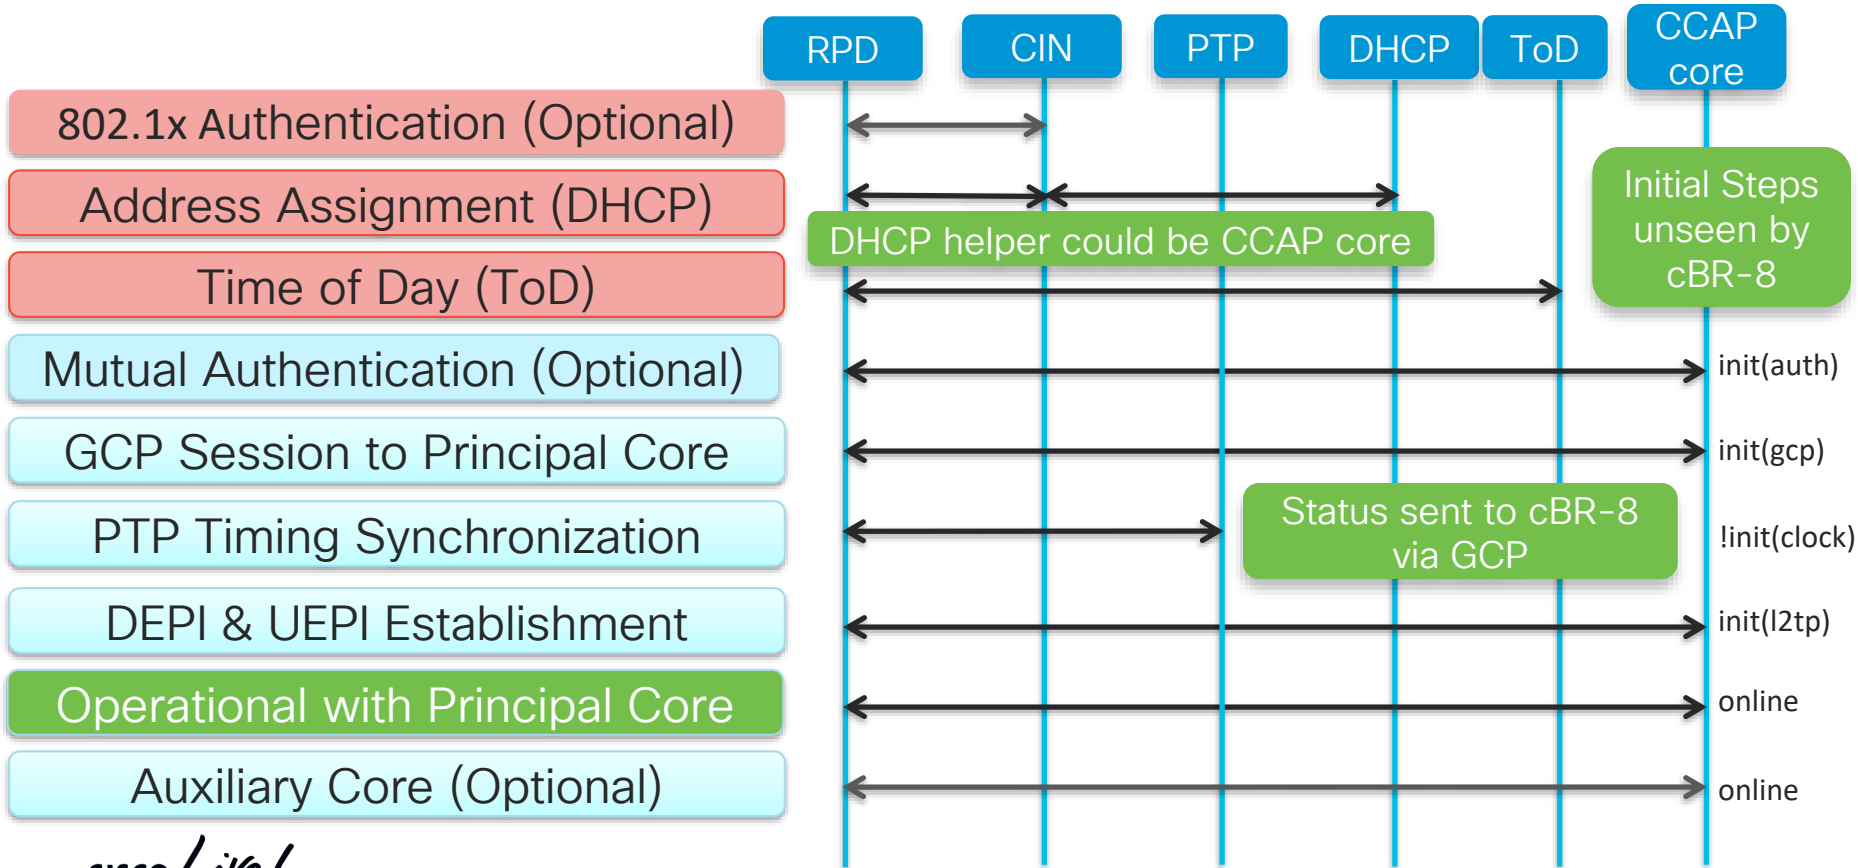 RPD
CIN
PTP
DHCP
ToD
CCAP
core
802.1x Authentication (Optional)
Address Assignment (DHCP)
DHCP helper could be CCAP core
Initial Steps
unseen by
cBR-8
Time of Day (ToD)
Mutual Authentication (Optional)
init(auth)
GCP Session to Principal Core
init(gcp)
PTP Timing Synchronization
Status sent to cBR-8
via GCP
!init(clock)
DEPI & UEPI Establishment
init(l2tp)
Operational with Principal Core
online
Auxiliary Core (Optional)
online